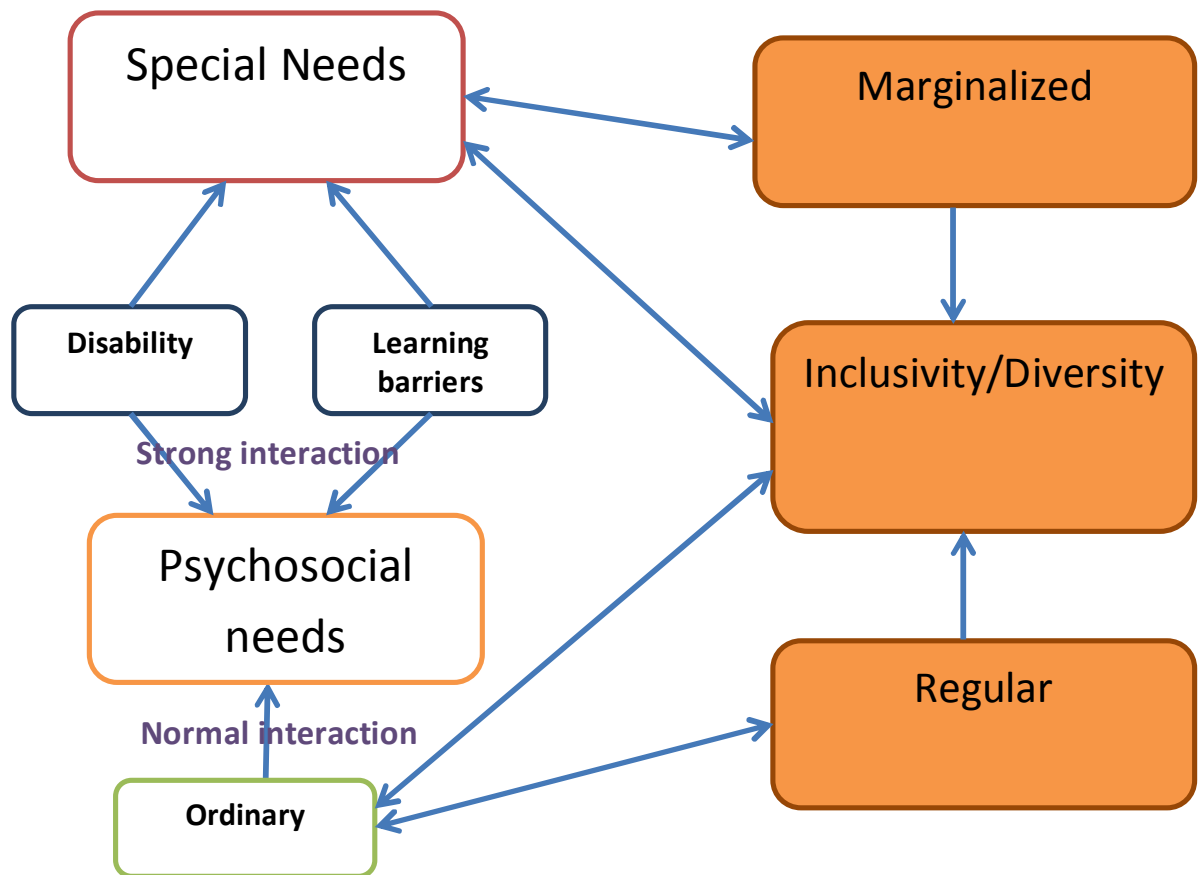 Special Needs
Marginalized
Disability
Learning
barriers
Inclusivity/Diversity
Strong interaction
Psychosocial
needs
Regular
Normal interaction
Ordinary